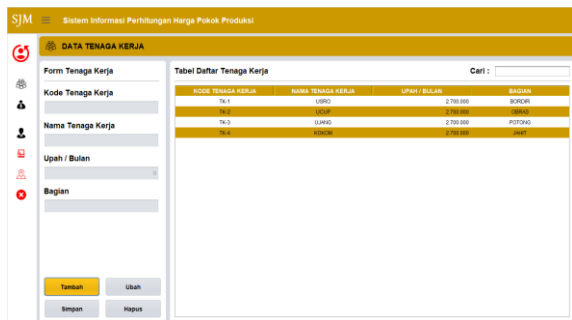 SJM Sistem Informasi Perhitungan Harga Pokok Produksi
DATA TENAGA KERJA
Form Tenaga Kerja
Kode Tenaga Kerja
Nama Tenaga Kerja
Upah / Bulan
0
Bagian
Tambah Ubah
Simpan Hapus
Tabel Daftar Tenaga Kerja Cari :
KODE TENAGA KERJA NAMA TENAGA KERJA UPAH / BULAN BAGIAN
TK-1 USRO 2.700.000 BORDIR
TK-2 UCUP 2.700.000 OBRAS
TK-3 UJANG 2.700.000 POTONG
TK-4 KOKOM 2.700.000 JAHIT